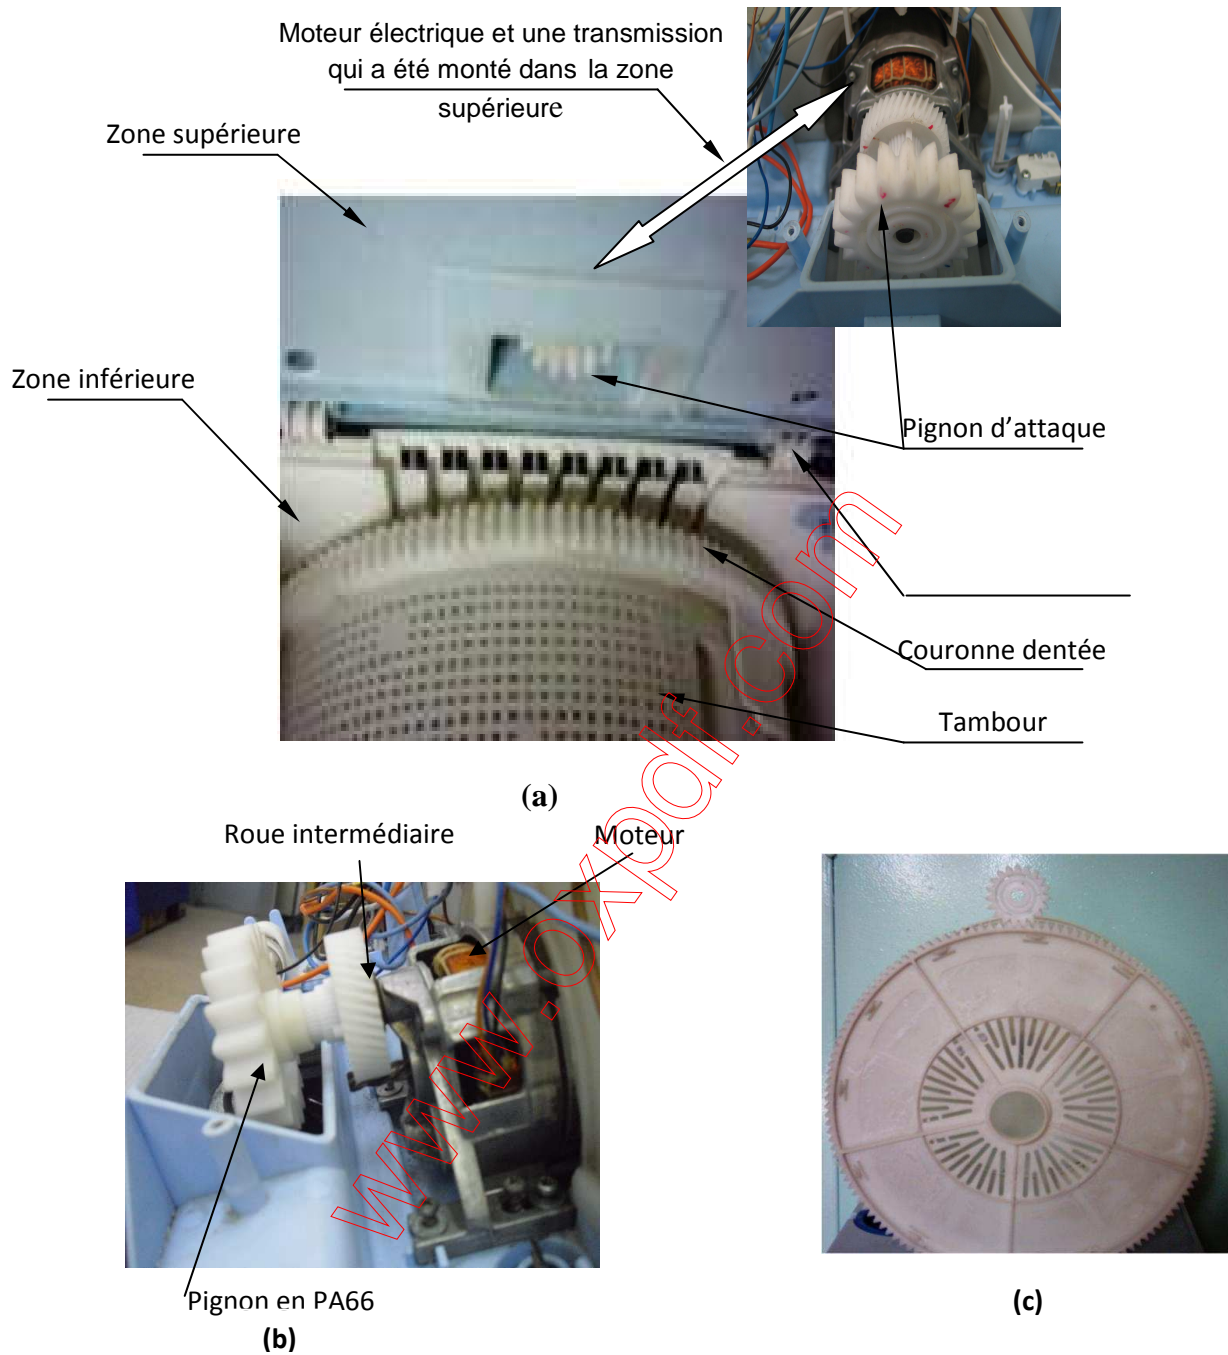 Moteur électrique et une transmission
qui a été monté dans la zone
supérieure
Zone supérieure
Zone inférieure
Pignon d'attaque
Couronne dentée
Tambour
(a)
Roue intermédiaire
Moteur
www.oxpdf.com
Pignon en PA66
(b)
(c)